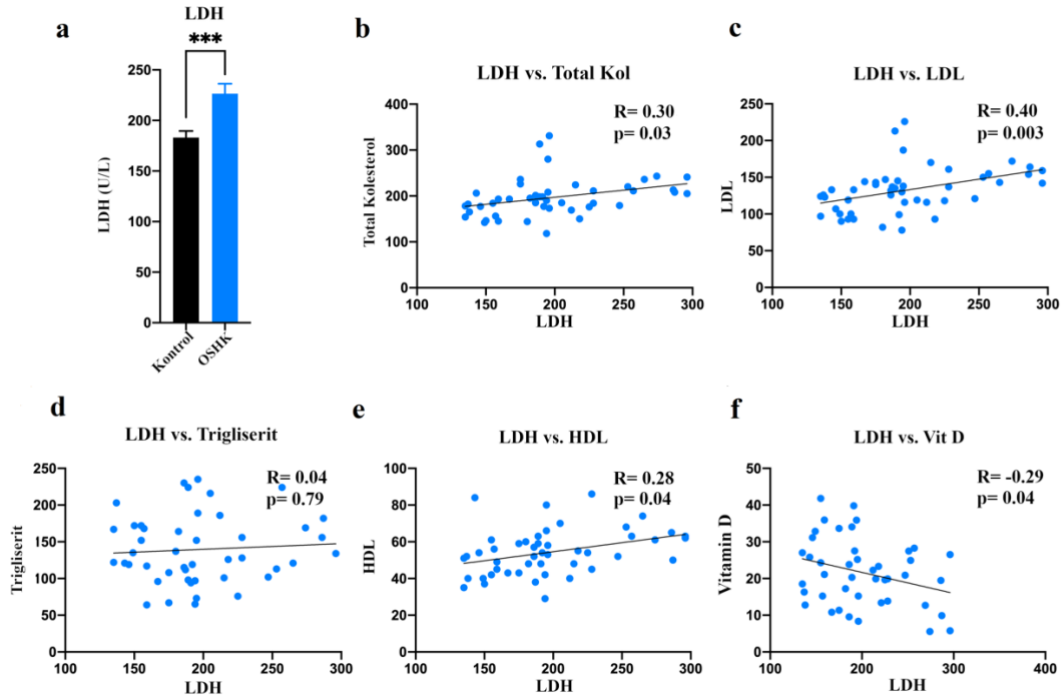 a
LDH
***
LDH (U/L)
250
200
150
100
50
0
Kontrol
OSHK
b
LDH vs. Total Kol
R= 0.30
p= 0.03
Total Kolesterol
400
300
200
100
0
100
150
200
250
300
LDH
c
LDH vs. LDL
R= 0.40
p= 0.003
LDL
250
200
150
100
50
0
100
150
200
250
300
LDH
d
LDH vs. Trigliserit
R= 0.04
p= 0.79
Trigliserit
250
200
150
100
50
0
100
150
200
250
300
LDH
e
LDH vs. HDL
R= 0.28
p= 0.04
HDL
100
80
60
40
20
0
100
150
200
250
300
LDH
f
LDH vs. Vit D
R= -0.29
p= 0.04
Vitamin D
50
40
30
20
10
0
100
200
300
400
LDH